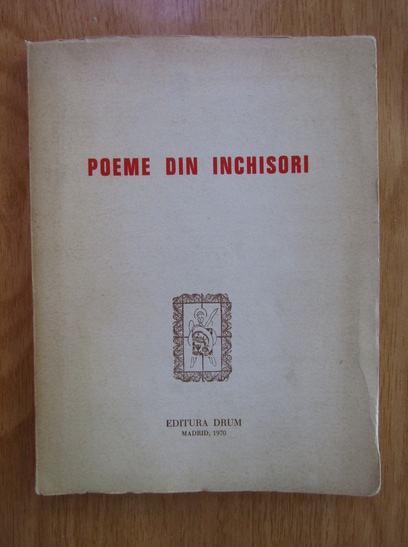 POEME DIN INCHISORI
EDITURA DRUM
MADRID, 1970